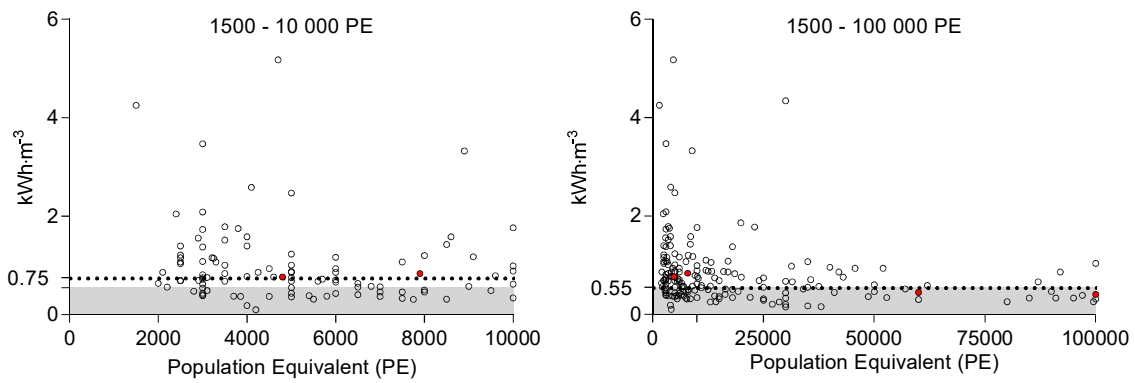 1500 - 10 000 PE
6
4
2
0.75
0
kWh·m-3
0 2000 4000 6000 8000 10000
Population Equivalent (PE)
1500 - 100 000 PE
6
4
2
0.55
0
kWh·m-3
0 25000 50000 75000 100000
Population Equivalent (PE)